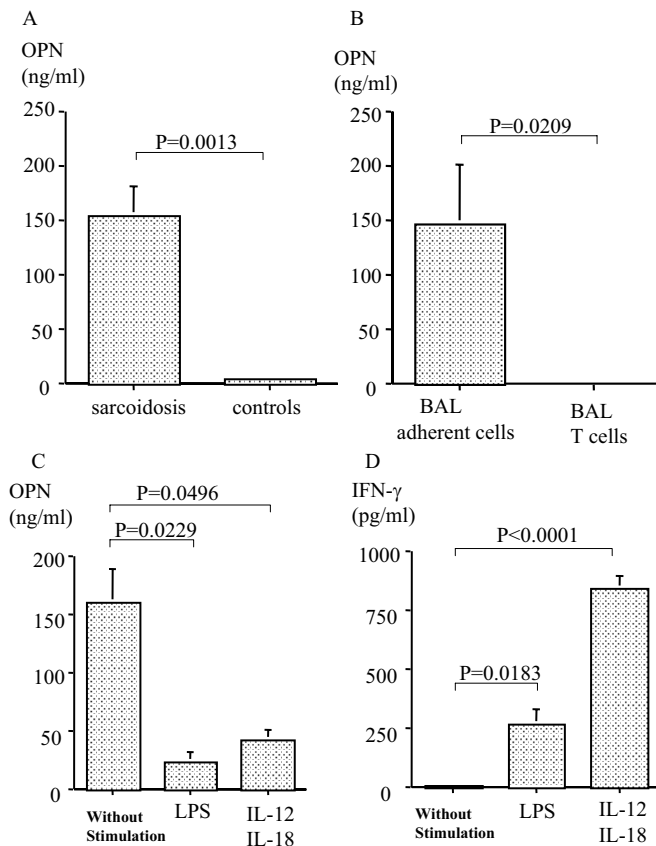 A
OPN
(ng/ml)
250
200
150
100
50
0
P=0.0013
sarcoidosis controls
B
OPN
(ng/ml)
250
200
150
100
50
0
P=0.0209
BAL
adherent cells
BAL
T cells
C
OPN
(ng/ml)
200
150
100
50
0
P=0.0496
P=0.0229
Without
Stimulation
LPS
IL-12
IL-18
D
IFN-γ
(pg/ml)
1000
750
500
250
0
P<0.0001
P=0.0183
Without
Stimulation
LPS
IL-12
IL-18